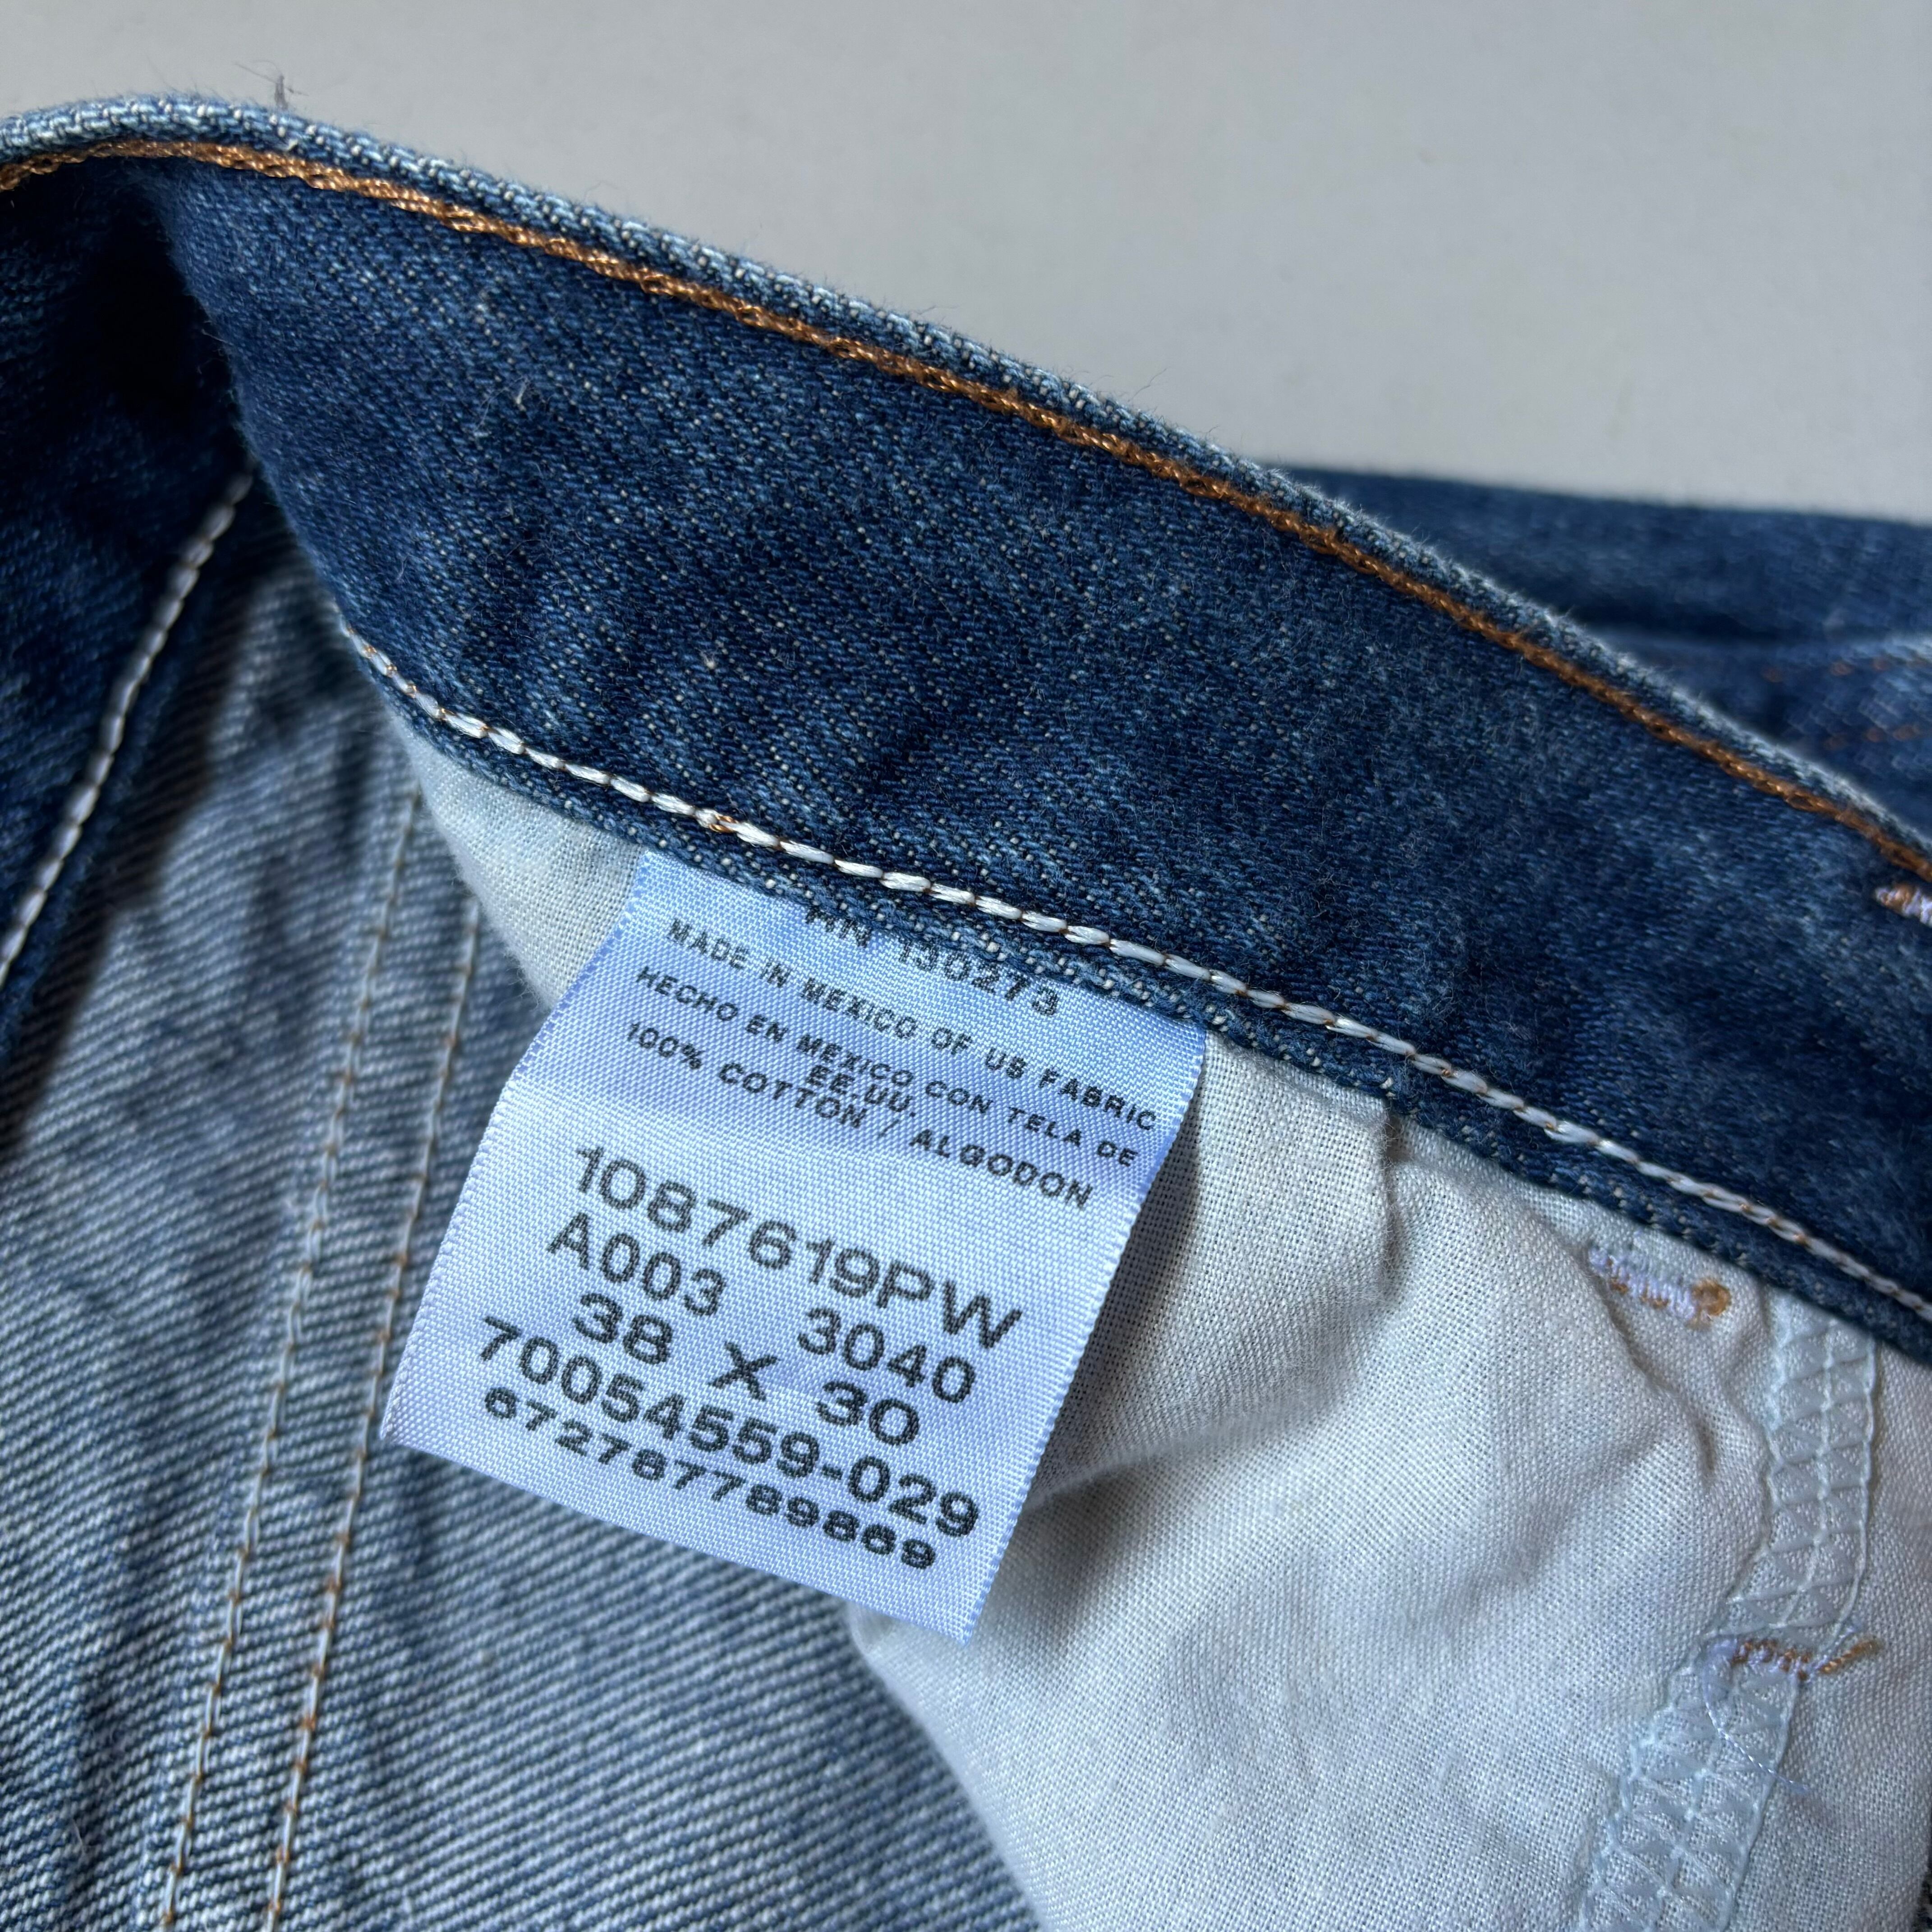 RN 130273
MADE IN MEXICO OF US FABRIC
HECHO EN MEXICO CON TELA DE
EE.UU.
100% COTTON / ALGODON
1087619PW
A003 3040
38 X 30
70054559-029
672787789869